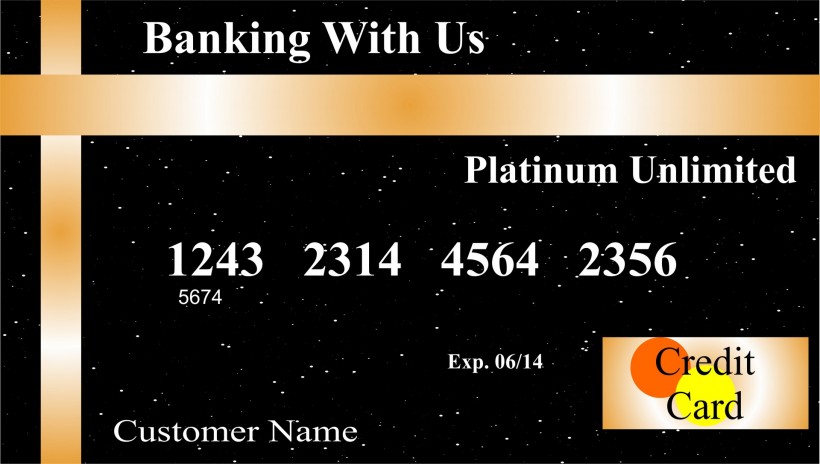 Banking With Us
Platinum Unlimited
1243 2314 4564 2356
5674
Exp. 06/14
Credit
Card
Customer Name